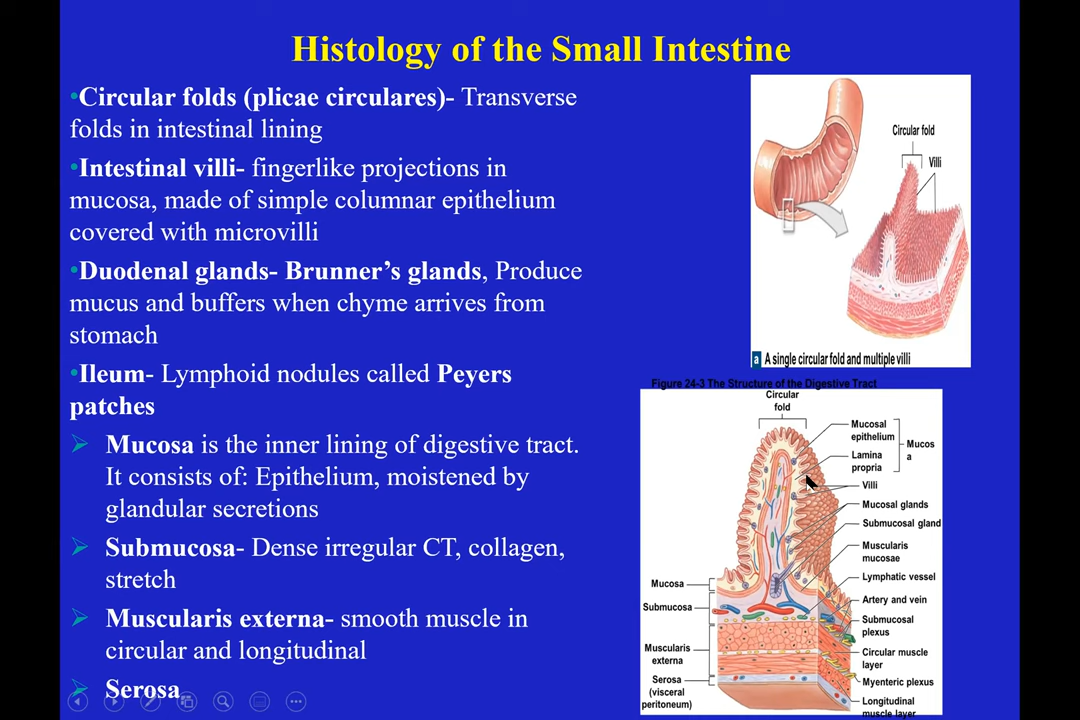 Histology of the Small Intestine
•Circular folds (plicae circulares)- Transverse
folds in intestinal lining
•Intestinal villi- fingerlike projections in
mucosa, made of simple columnar epithelium
covered with microvilli
•Duodenal glands- Brunner’s glands, Produce
mucus and buffers when chyme arrives from
stomach
•Ileum- Lymphoid nodules called Peyers
patches
➢ Mucosa is the inner lining of digestive tract.
It consists of: Epithelium, moistened by
glandular secretions
➢ Submucosa- Dense irregular CT, collagen,
stretch
➢ Muscularis externa- smooth muscle in
circular and longitudinal
➢ Serosa
Circular fold
Villi
a A single circular fold and multiple villi
Figure 24-3 The Structure of the Digestive Tract
Circular
fold
Mucosal
epithelium
Mucos
a
Lamina
propria
Villi
Mucosal glands
Submucosal gland
Muscularis
mucosae
Lymphatic vessel
Artery and vein
Submucosal
plexus
Circular muscle
layer
Myenteric plexus
Longitudinal
muscle layer
Mucosa
Submucosa
Muscularis
externa
Serosa
(visceral
peritoneum)